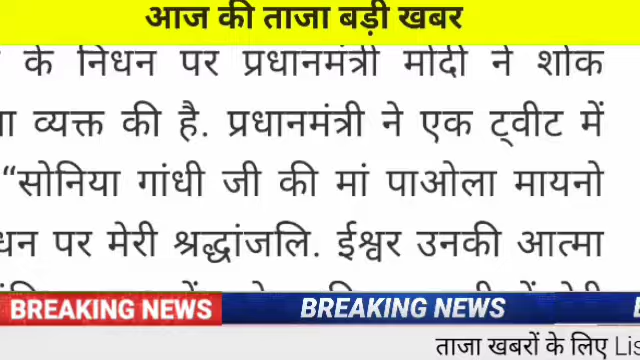 आज की ताजा बड़ी खबर
के निधन पर प्रधानमंत्री मोदी ने शोक
व्यक्त की है. प्रधानमंत्री ने एक ट्वीट में
“सोनिया गांधी जी की मां पाओला मायनो
पर मेरी श्रद्धांजलि. ईश्वर उनकी आत्मा
BREAKING NEWS BREAKING NEWS
ताजा खबरों के लिए Lis